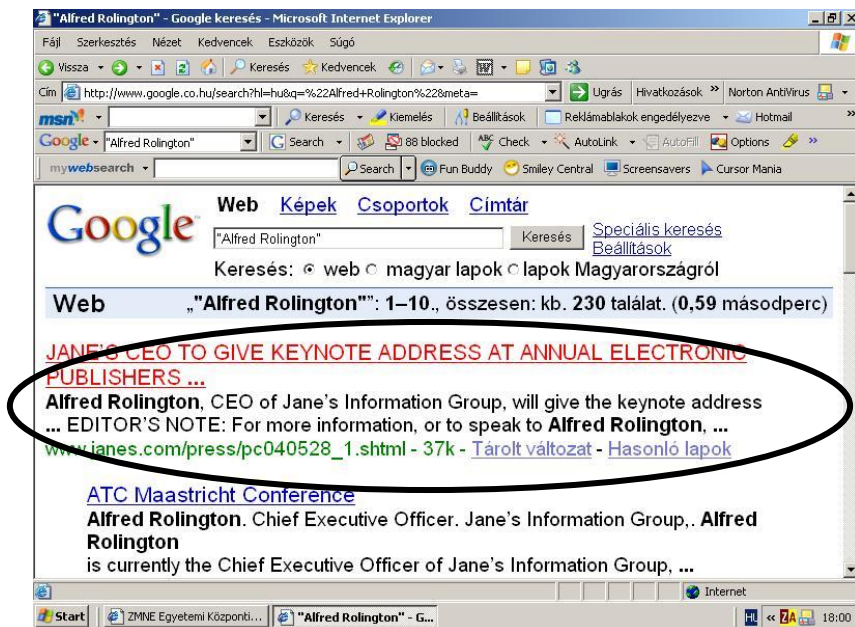 "Alfred Rolington" - Google keresés - Microsoft Internet Explorer
Fájl Szerkesztés Nézet Kedvencek Eszközök Súgó
Vissza Keresés Kedvencek
Cím http://www.google.co.hu/search?hl=hu&q=%22Alfred+Rolington%22&meta= Ugrás Hivatkozások » Norton AntiVirus
msn Keresés Kiemelés Beállítások Reklámablakok engedélyezve Hotmail »
Google "Alfred Rolington" Search 88 blocked ABC Check AutoLink AutoFill Options »
mywebsearch Search Fun Buddy Smiley Central Screensavers Cursor Mania
Google Web Képek Csoportok Címtár
"Alfred Rolington" Keresés Speciális keresés
Beállítások
Keresés: web magyar lapok lapok Magyarországról
Web „"Alfred Rolington"”: 1–10., összesen: kb. 230 találat. (0,59 másodperc)
JANE'S CEO TO GIVE KEYNOTE ADDRESS AT ANNUAL ELECTRONIC
PUBLISHERS ...
Alfred Rolington, CEO of Jane's Information Group, will give the keynote address
... EDITOR'S NOTE: For more information, or to speak to Alfred Rolington, ...
www.janes.com/press/pc040528_1.shtml - 37k - Tárolt változat - Hasonló lapok
ATC Maastricht Conference
Alfred Rolington. Chief Executive Officer. Jane's Information Group,. Alfred
Rolington
is currently the Chief Executive Officer of Jane's Information Group, ...
Internet
Start ZMNE Egyetemi Központi... "Alfred Rolington" - G... HU « ZA 18:00